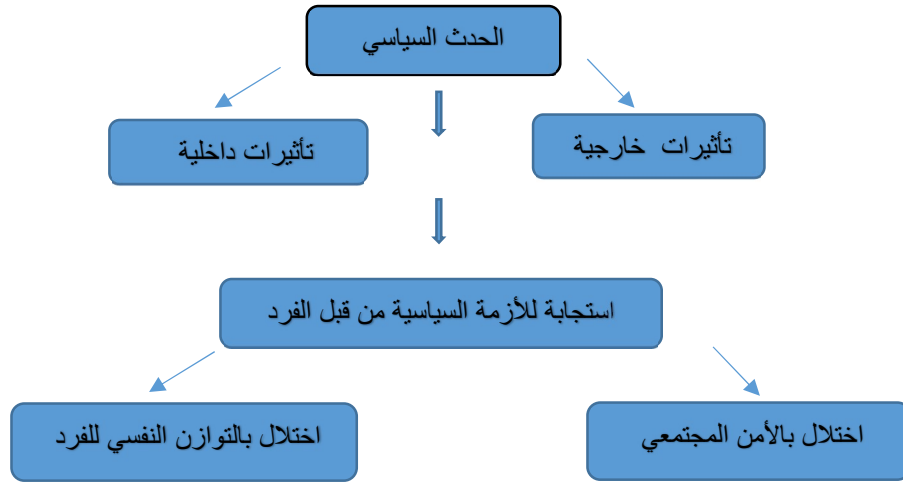 الحدث السياسي
تأثيرات خارجية
تأثيرات داخلية
استجابة للأزمة السياسية من قبل الفرد
اختلال بالأمن المجتمعي
اختلال بالتوازن النفسي للفرد